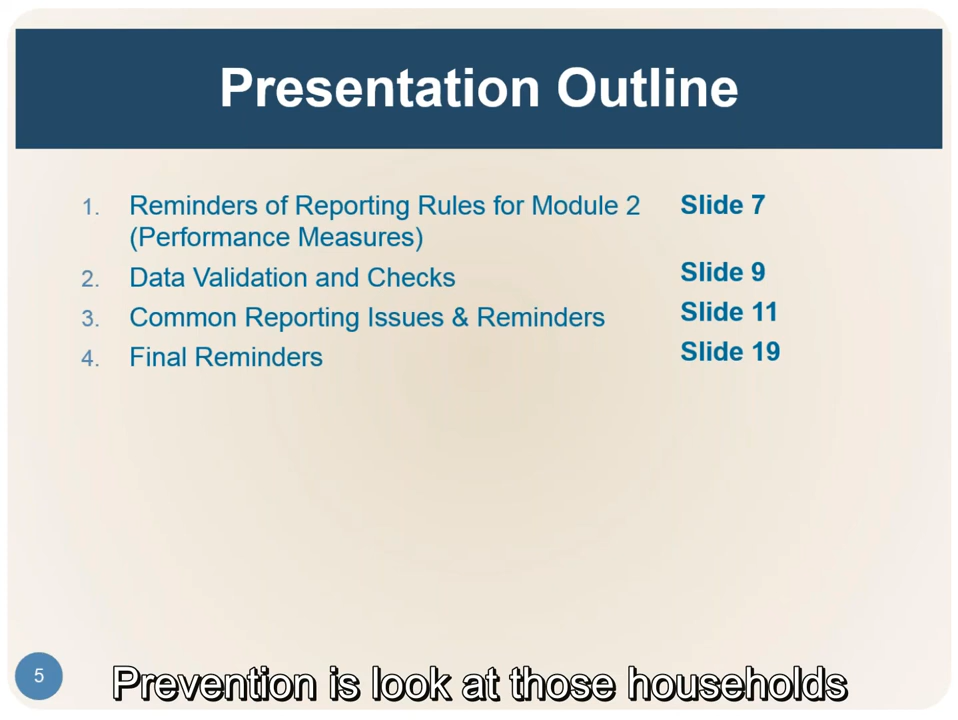 Presentation Outline
1. Reminders of Reporting Rules for Module 2 Slide 7
(Performance Measures)
2. Data Validation and Checks Slide 9
3. Common Reporting Issues & Reminders Slide 11
4. Final Reminders Slide 19
5
Prevention is look at those households